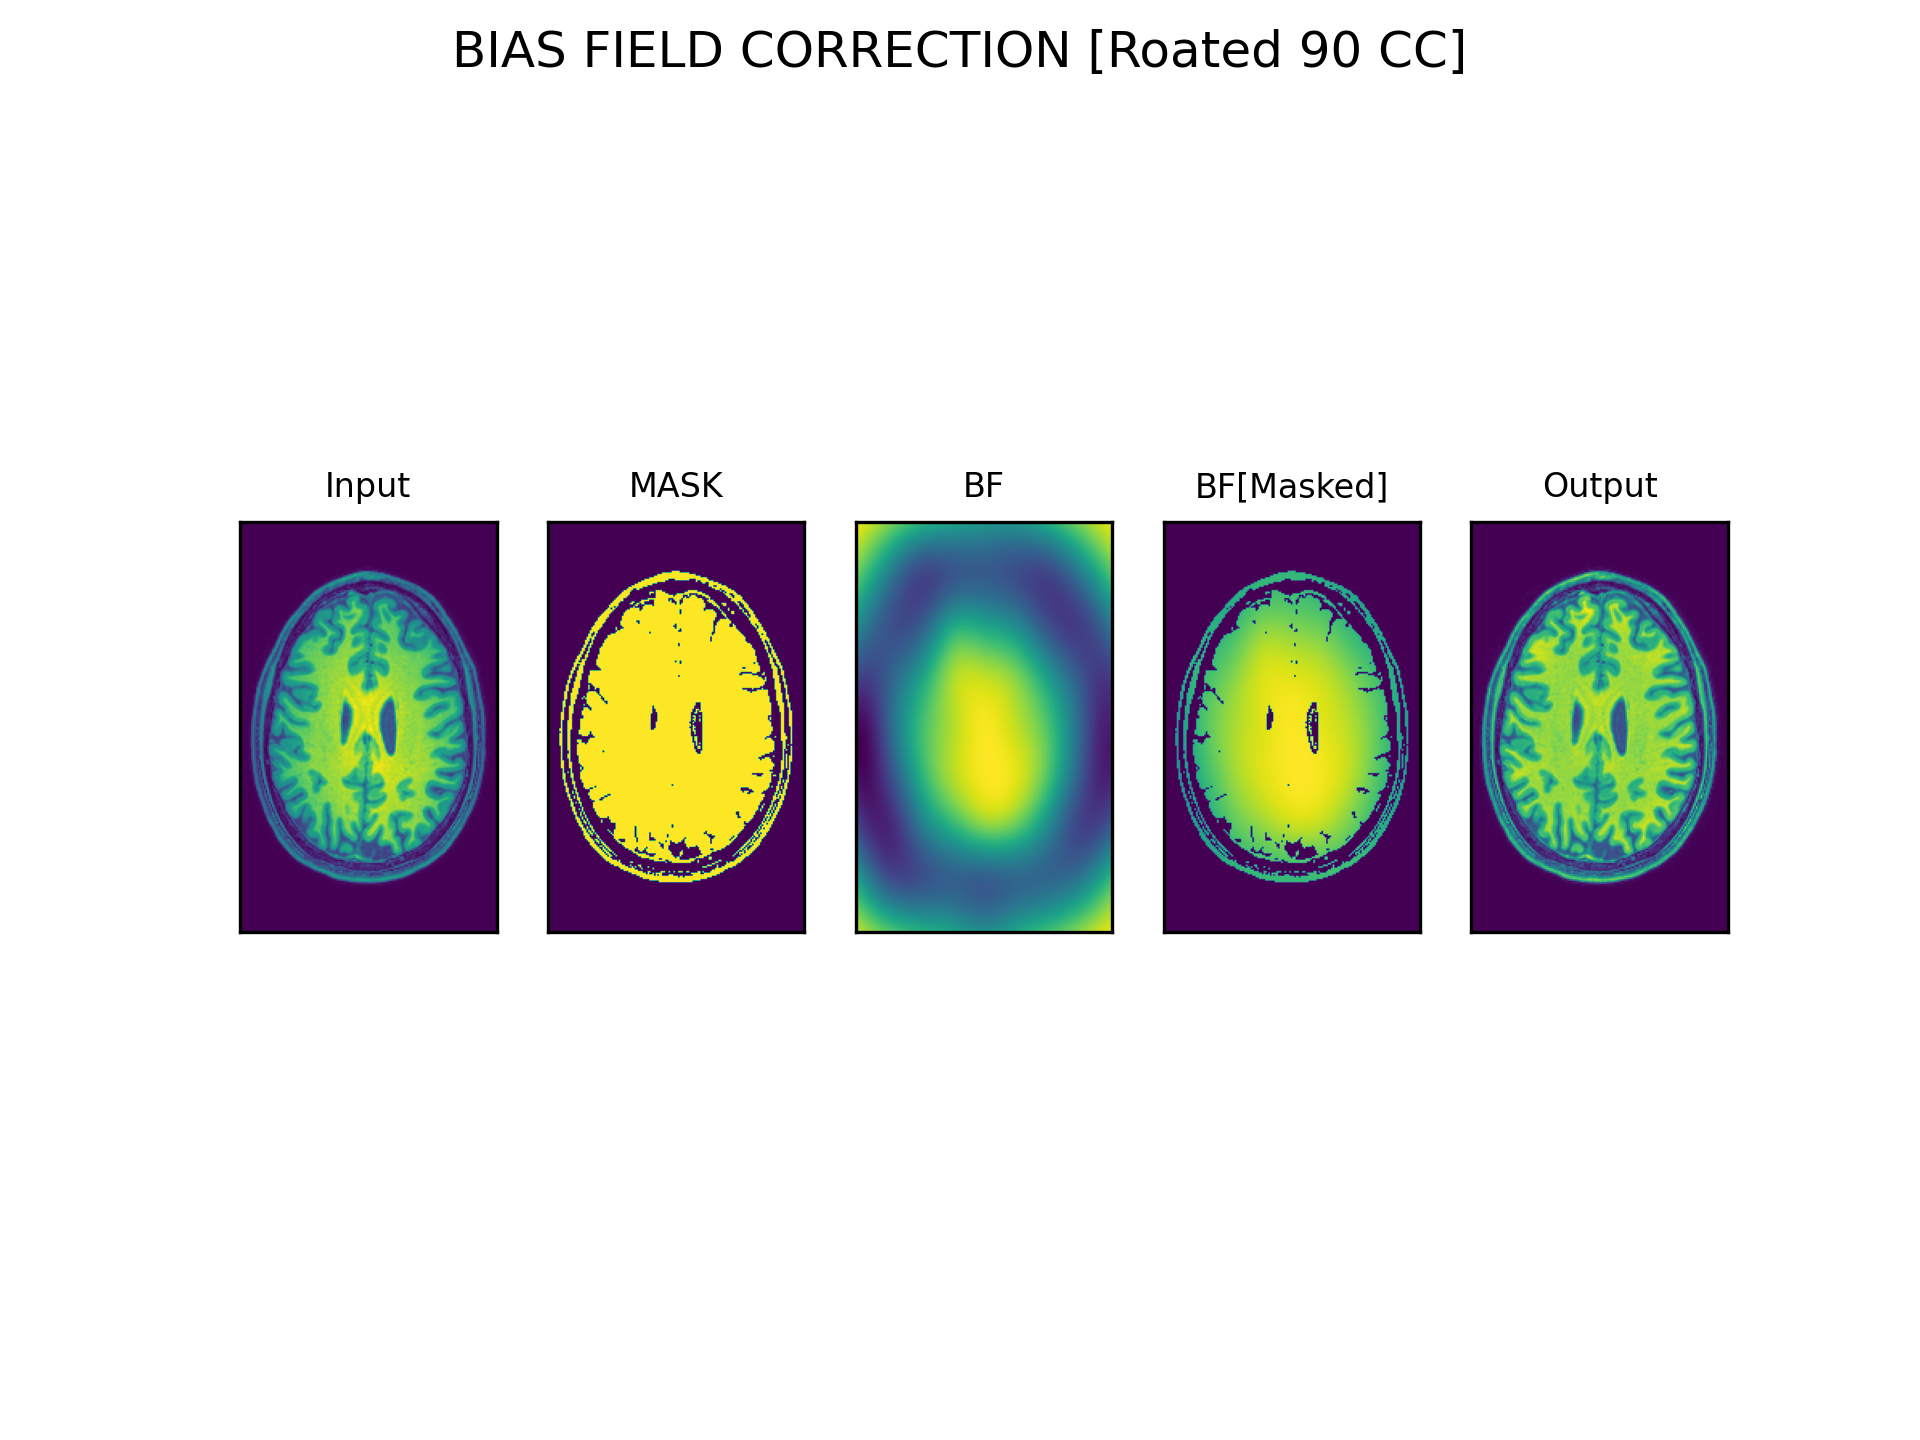 BIAS FIELD CORRECTION [Roated 90 CC]
Input
MASK
BF
BF[Masked]
Output